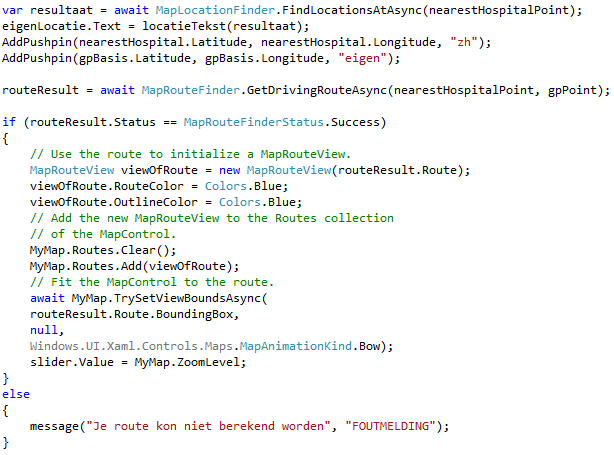 var resultaat = await MapLocationFinder.FindLocationsAtAsync(nearestHospitalPoint);
eigenLocatie.Text = locatieTekst(resultaat);
AddPushpin(nearestHospital.Latitude, nearestHospital.Longitude, "zh");
AddPushpin(gpBasis.Latitude, gpBasis.Longitude, "eigen");

routeResult = await MapRouteFinder.GetDrivingRouteAsync(nearestHospitalPoint, gpPoint);

if (routeResult.Status == MapRouteFinderStatus.Success)
{
    // Use the route to initialize a MapRouteView.
    MapRouteView viewOfRoute = new MapRouteView(routeResult.Route);
    viewOfRoute.RouteColor = Colors.Blue;
    viewOfRoute.OutlineColor = Colors.Blue;
    // Add the new MapRouteView to the Routes collection
    // of the MapControl.
    MyMap.Routes.Clear();
    MyMap.Routes.Add(viewOfRoute);
    // Fit the MapControl to the route.
    await MyMap.TrySetViewBoundsAsync(
    routeResult.Route.BoundingBox,
    null,
    Windows.UI.Xaml.Controls.Maps.MapAnimationKind.Bow);
    slider.Value = MyMap.ZoomLevel;
}
else
{
    message("Je route kon niet berekend worden", "FOUTMELDING");
}